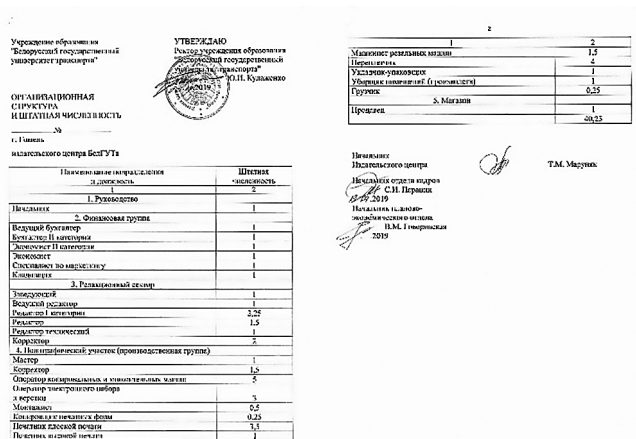 Учреждение образования
"Белорусский государственный
университет транспорта"
УТВЕРЖДАЮ
Ректор учреждения образования
"Белорусский государственный
университет транспорта"
Ю.И. Кулаженко
2019
ОРГАНИЗАЦИОННАЯ
СТРУКТУРА
И ШТАТНАЯ ЧИСЛЕННОСТЬ
№
г. Гомель
издательского центра БелГУТа
Наименование подразделения и должность
Штатная численность
1 2
1. Руководство
Начальник 1
2. Финансовая группа
Ведущий бухгалтер 1
Бухгалтер II категории 1
Экономист II категории 1
Экономист 1
Специалист по маркетингу 1
Кладовщик 1
3. Редакционный сектор
Заведующий 1
Ведущий редактор 1
Редактор I категории 2,25
Редактор 1,5
Редактор технический 1
Корректор 2
4. Полиграфический участок (производственная группа)
Мастер 1
Корректор 1,5
Оператор копировальных и множительных машин 5
Оператор электронного набора
и верстки 3
Монтажист 0,5
Копировщик печатных форм 0,25
Печатник плоской печати 3,5
Печатник высокой печати 1
2
1 2
Машинист резальных машин 1,5
Переплетчик 4
Укладчик-упаковщик 1
Уборщик помещений (производств) 1
Грузчик 0,25
5. Магазин
Продавец 1
40,25
Начальник
Издательского центра
Т.М. Маруняк
Начальник отдела кадров
С.И.
2019
Начальник планово-
экономического отдела
В.М.
2019